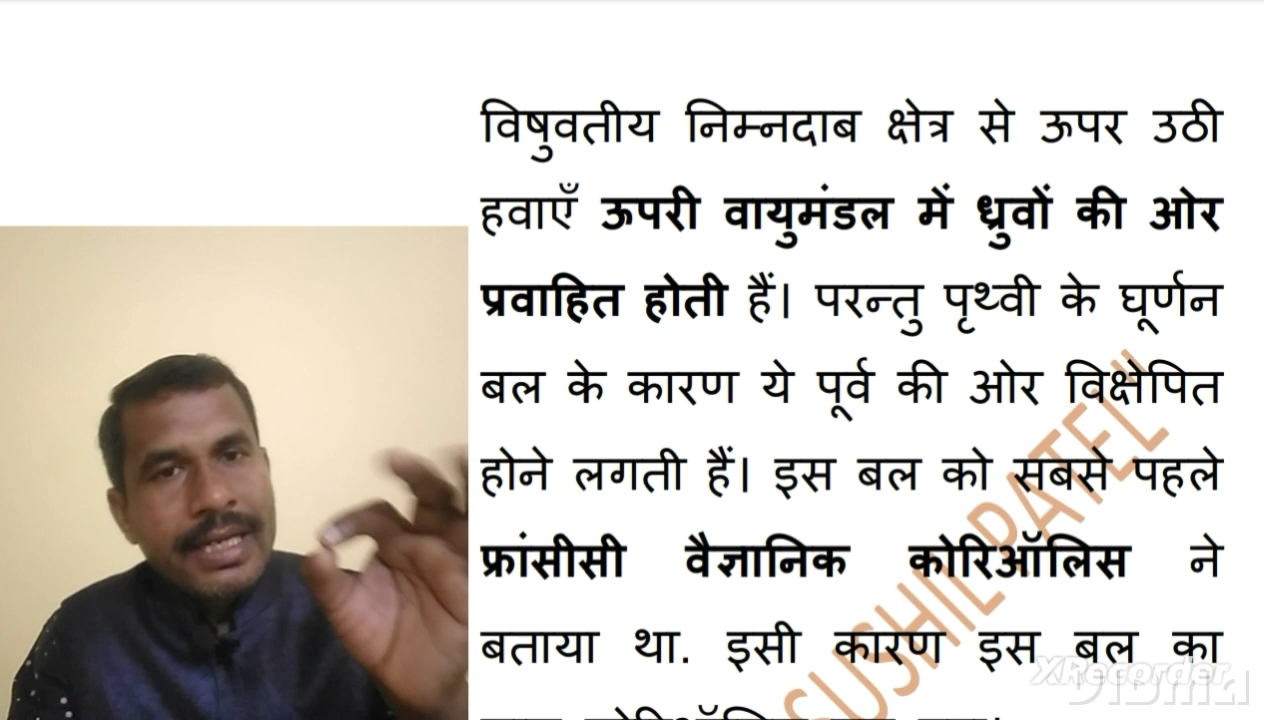 विषुवतीय निम्नदाब क्षेत्र से ऊपर उठी
हवाएँ ऊपरी वायुमंडल में ध्रुवों की ओर
प्रवाहित होती हैं। परन्तु पृथ्वी के घूर्णन
बल के कारण ये पूर्व की ओर विक्षेपित
होने लगती हैं। इस बल को सबसे पहले
फ्रांसीसी वैज्ञानिक कोरिऑलिस ने
बताया था. इसी कारण इस बल का
SUSHIL PATEL"
XRecorder